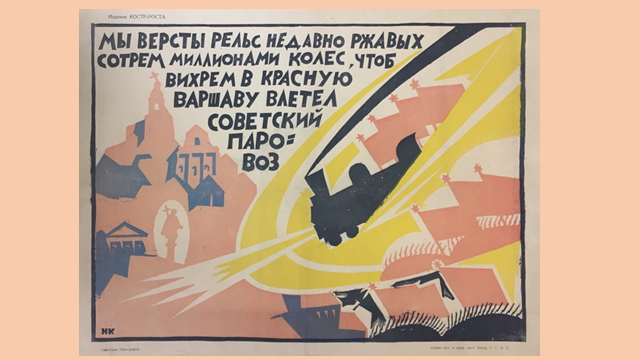 Издание КОСТР-РОСТА.
МЫ ВЕРСТЫ РЕЛЬС НЕДАВНО РЖАВЫХ
СОТРЕМ МИЛЛИОНАМИ КОЛЕС, ЧТОБ
ВИХРЕМ В КРАСНУЮ
ВАРШАВУ ВЛЕТЕЛ
СОВЕТСКИЙ
ПАРО=
ВОЗ
НК